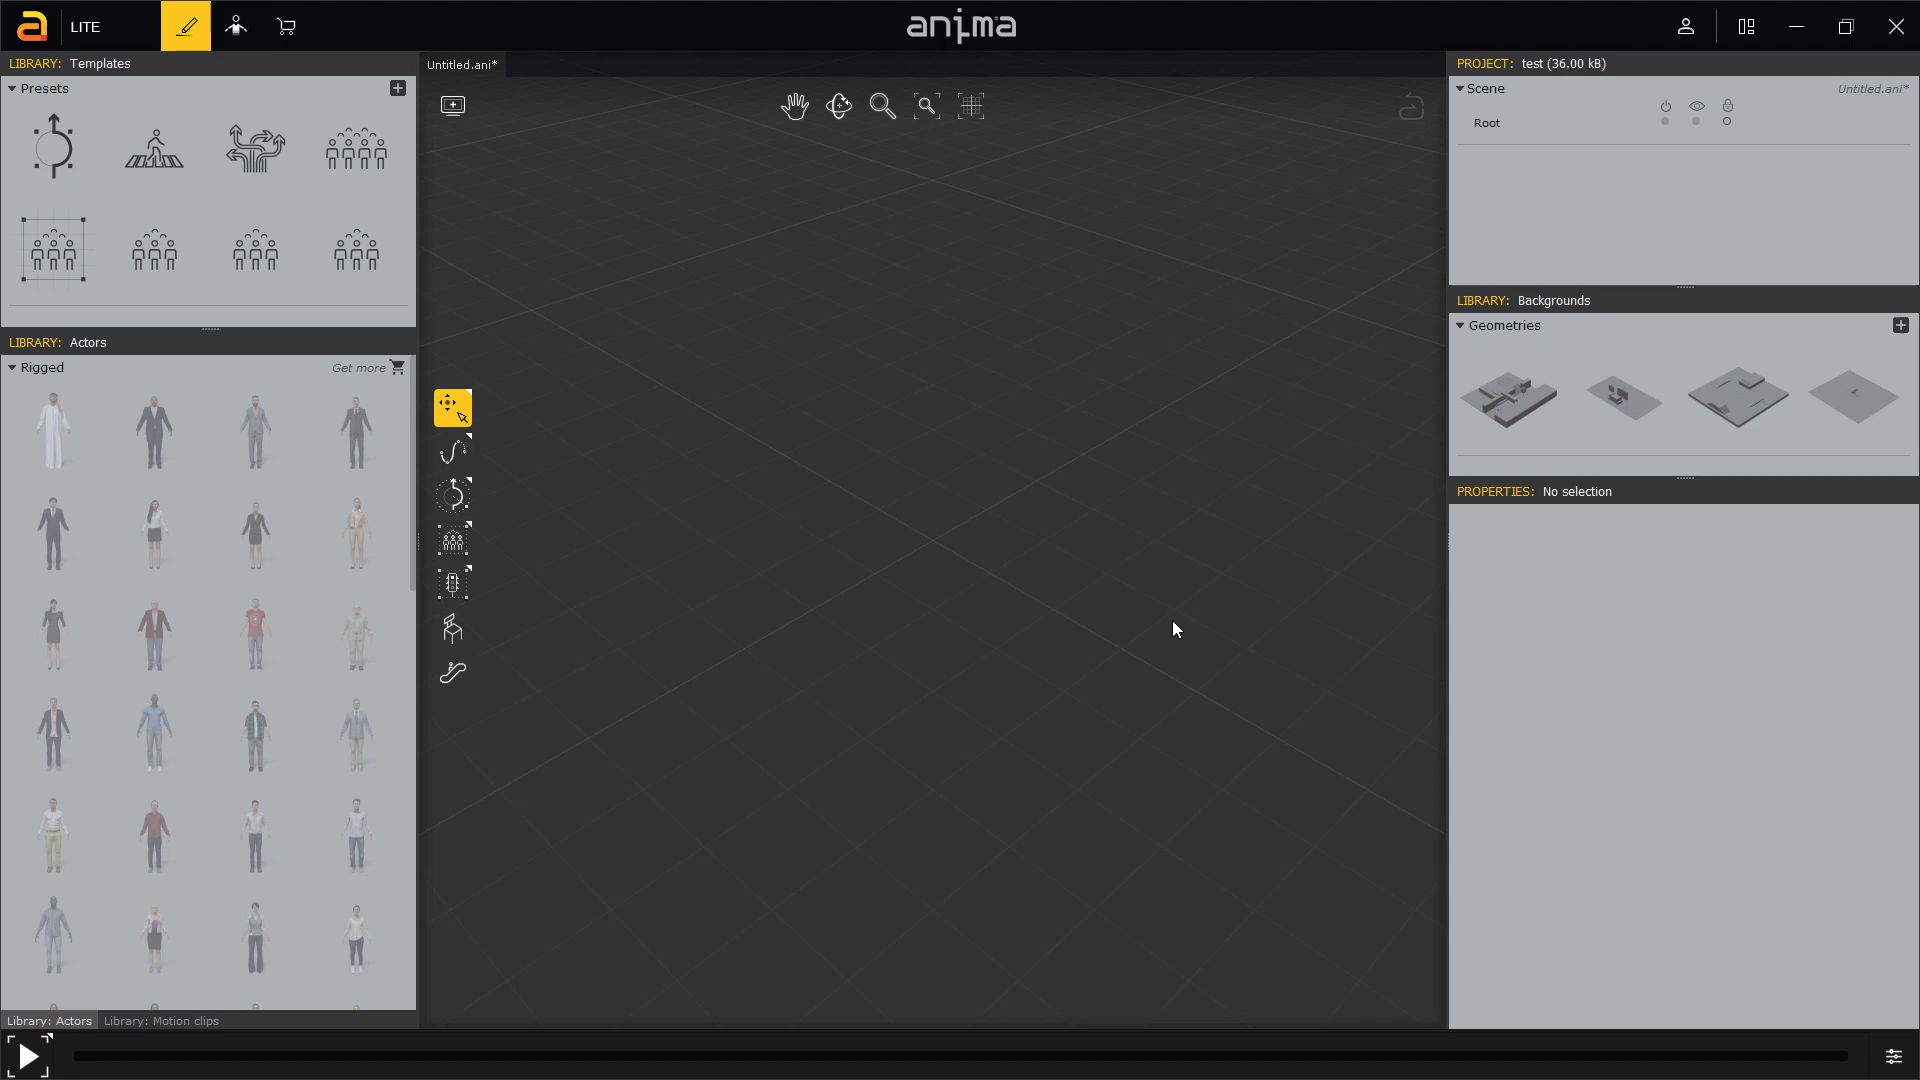 LITE
anima
LIBRARY: Templates
Presets
LIBRARY: Actors
Rigged
Get more
Library: Actors
Library: Motion clips
Untitled.ani*
PROJECT: test (36.00 kB)
Scene
Untitled.ani*
Root
LIBRARY: Backgrounds
Geometries
PROPERTIES: No selection